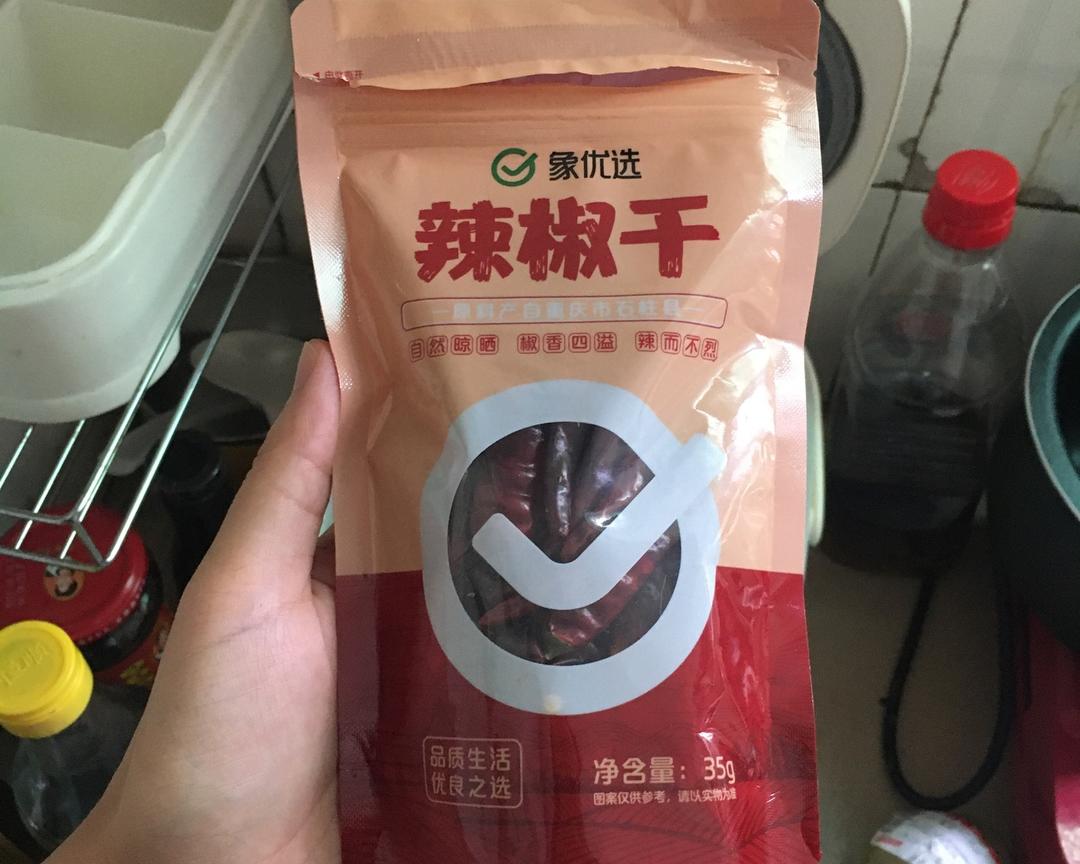 象优选
辣椒干
—原料产自重庆市石柱县—
自然晾晒 椒香四溢 辣而不烈
品质生活
优良之选
净含量：35g
图案仅供参考，请以实物为准